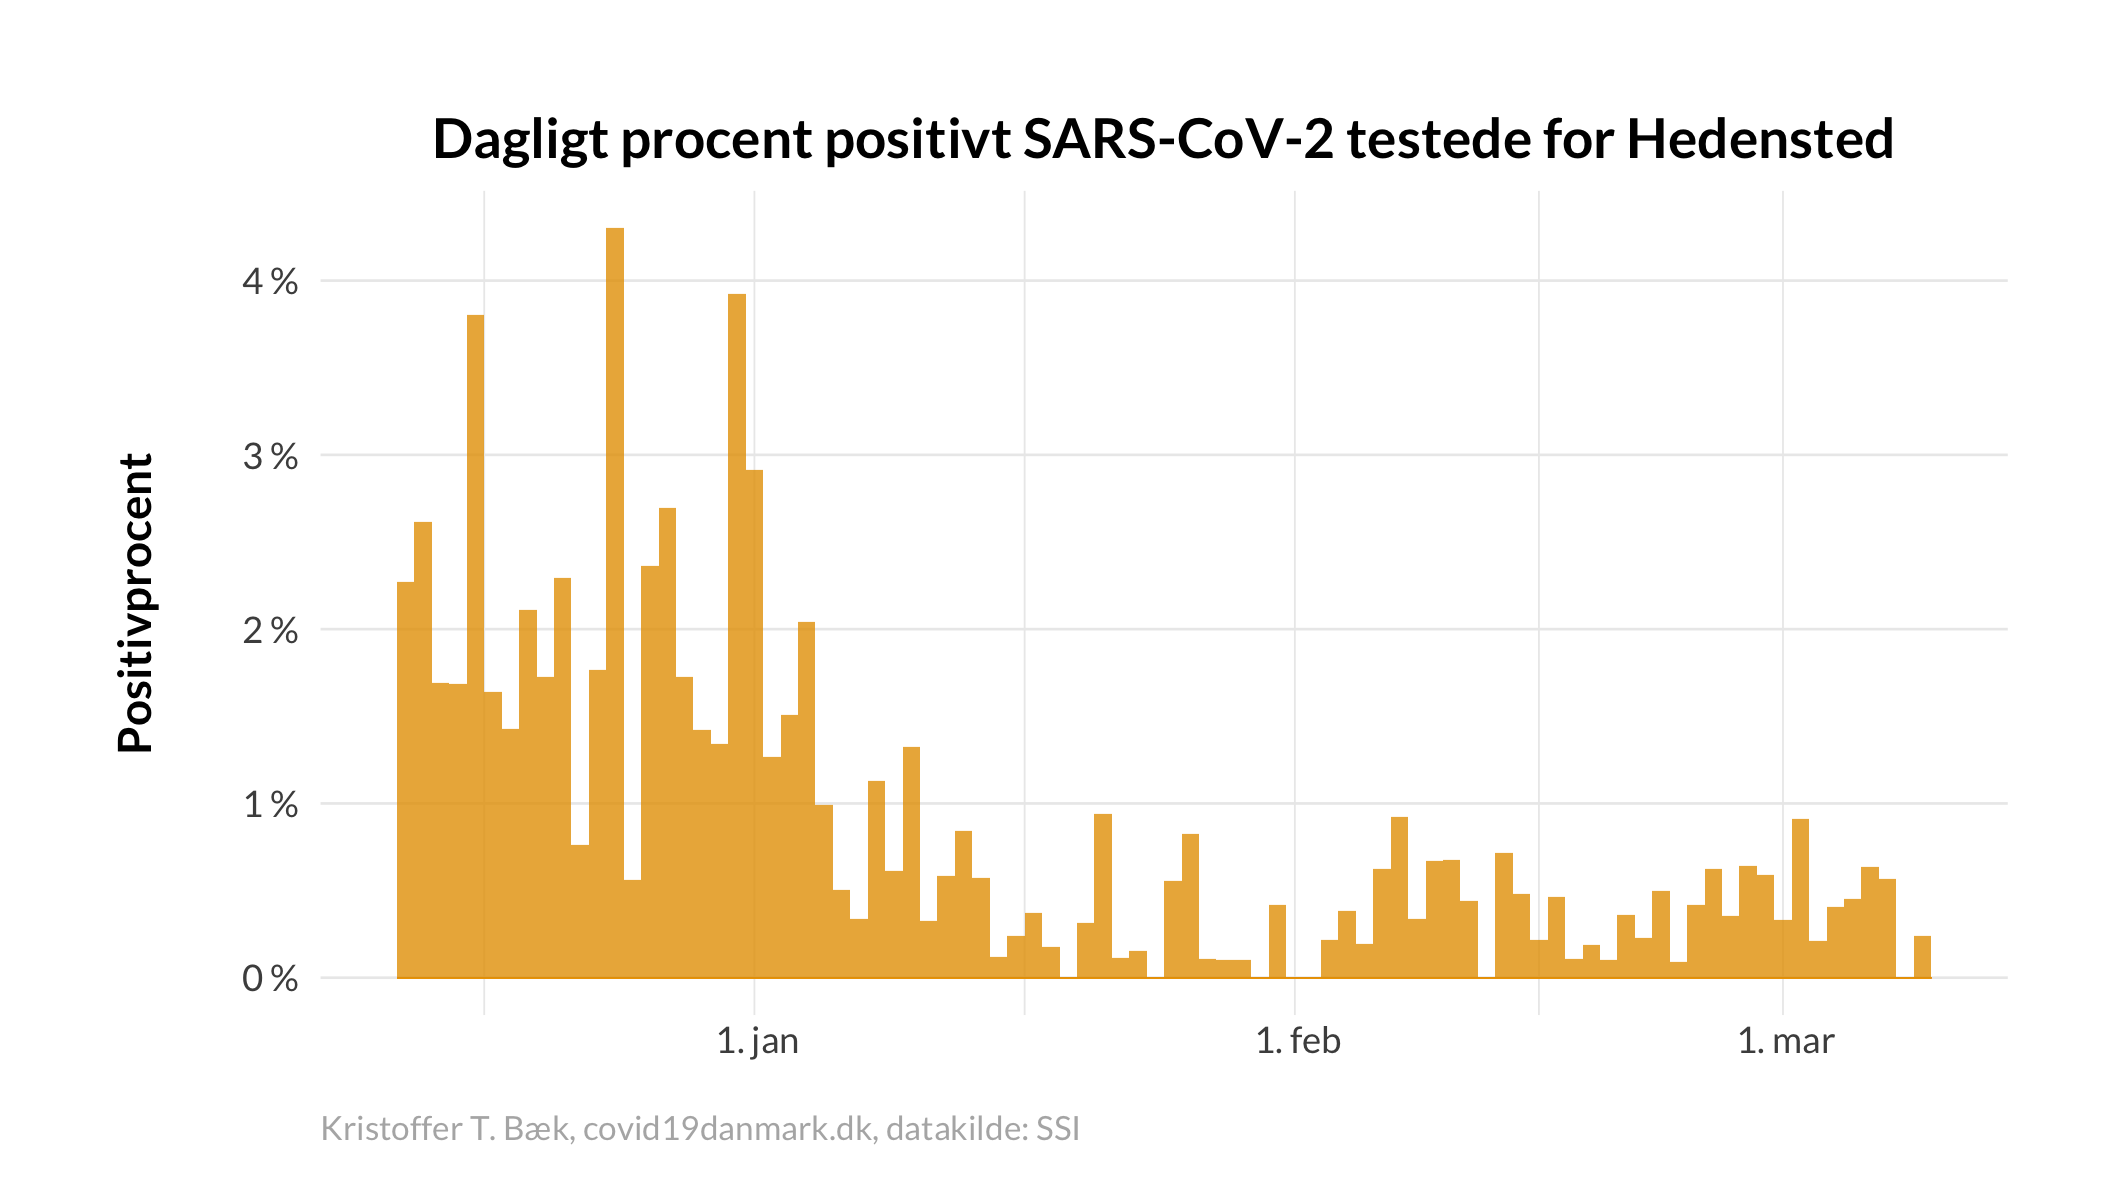 Dagligt procent positivt SARS-CoV-2 testede for Hedensted
Positivprocent
4 %
3 %
2 %
1 %
0 %
1. jan
1. feb
1. mar
Kristoffer T. Bæk, covid19danmark.dk, datakilde: SSI